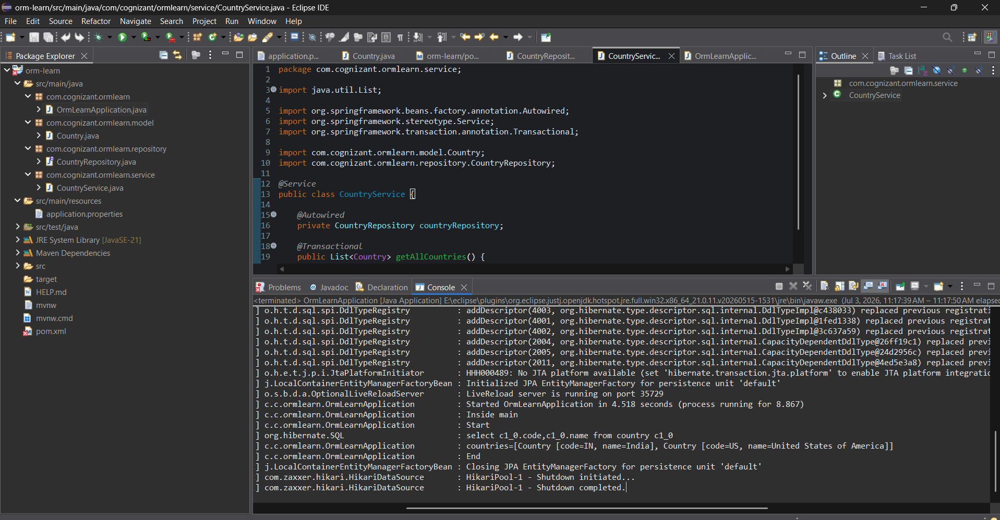 orm-learn/src/main/java/com/cognizant/ormlearn/service/CountryService.java - Eclipse IDE
File Edit Source Refactor Navigate Search Project Run Window Help
Package Explorer
orm-learn
src/main/java
com.cognizant.ormlearn
OrmLearnApplication.java
com.cognizant.ormlearn.model
Country.java
com.cognizant.ormlearn.repository
CountryRepository.java
com.cognizant.ormlearn.service
CountryService.java
src/main/resources
application.properties
src/test/java
JRE System Library [JavaSE-21]
Maven Dependencies
src
target
HELP.md
mvnw
mvnw.cmd
pom.xml
application.p... Country.java orm-learn/po... CountryReposit... CountryServic... OrmLearnApplic...
1 package com.cognizant.ormlearn.service;
2
3 import java.util.List;
4
5 import org.springframework.beans.factory.annotation.Autowired;
6 import org.springframework.stereotype.Service;
7 import org.springframework.transaction.annotation.Transactional;
8
9 import com.cognizant.ormlearn.model.Country;
10 import com.cognizant.ormlearn.repository.CountryRepository;
11
12 @Service
13 public class CountryService {
14
15 @Autowired
16 private CountryRepository countryRepository;
17
18 @Transactional
19 public List<Country> getAllCountries() {
Outline Task List
com.cognizant.ormlearn.service
CountryService
Problems Javadoc Declaration Console
<terminated> OrmLearnApplication [Java Application] E:\eclipse\plugins\org.eclipse.justj.openjdk.hotspot.jre.full.win32.x86_64_21.0.11.v20260515-1531\jre\bin\javaw.exe (Jul 3, 2026, 11:17:39 AM – 11:17:50 AM elapsed
] o.h.t.d.sql.spi.DdlTypeRegistry : addDescriptor(4003, org.hibernate.type.descriptor.sql.internal.DdlTypeImpl@c438033) replaced previous registrati
] o.h.t.d.sql.spi.DdlTypeRegistry : addDescriptor(4001, org.hibernate.type.descriptor.sql.internal.DdlTypeImpl@1fed1338) replaced previous registrat
] o.h.t.d.sql.spi.DdlTypeRegistry : addDescriptor(4002, org.hibernate.type.descriptor.sql.internal.DdlTypeImpl@3c637a59) replaced previous registrat
] o.h.t.d.sql.spi.DdlTypeRegistry : addDescriptor(2004, org.hibernate.type.descriptor.sql.internal.CapacityDependentDdlType@26ff19c1) replaced previ
] o.h.t.d.sql.spi.DdlTypeRegistry : addDescriptor(2005, org.hibernate.type.descriptor.sql.internal.CapacityDependentDdlType@24d2956c) replaced previ
] o.h.t.d.sql.spi.DdlTypeRegistry : addDescriptor(2011, org.hibernate.type.descriptor.sql.internal.CapacityDependentDdlType@4ed5e3a8) replaced previ
] o.h.e.t.j.p.i.JtaPlatformInitiator : HHH000489: No JTA platform available (set 'hibernate.transaction.jta.platform' to enable JTA platform integratio
] j.LocalContainerEntityManagerFactoryBean : Initialized JPA EntityManagerFactory for persistence unit 'default'
] o.s.b.d.a.OptionalLiveReloadServer : LiveReload server is running on port 35729
] c.c.ormlearn.OrmLearnApplication : Started OrmLearnApplication in 4.518 seconds (process running for 8.867)
] c.c.ormlearn.OrmLearnApplication : Inside main
] c.c.ormlearn.OrmLearnApplication : Start
] org.hibernate.SQL : select c1_0.code,c1_0.name from country c1_0
] c.c.ormlearn.OrmLearnApplication : countries=[Country [code=IN, name=India], Country [code=US, name=United States of America]]
] c.c.ormlearn.OrmLearnApplication : End
] j.LocalContainerEntityManagerFactoryBean : Closing JPA EntityManagerFactory for persistence unit 'default'
] com.zaxxer.hikari.HikariDataSource : HikariPool-1 - Shutdown initiated...
] com.zaxxer.hikari.HikariDataSource : HikariPool-1 - Shutdown completed.